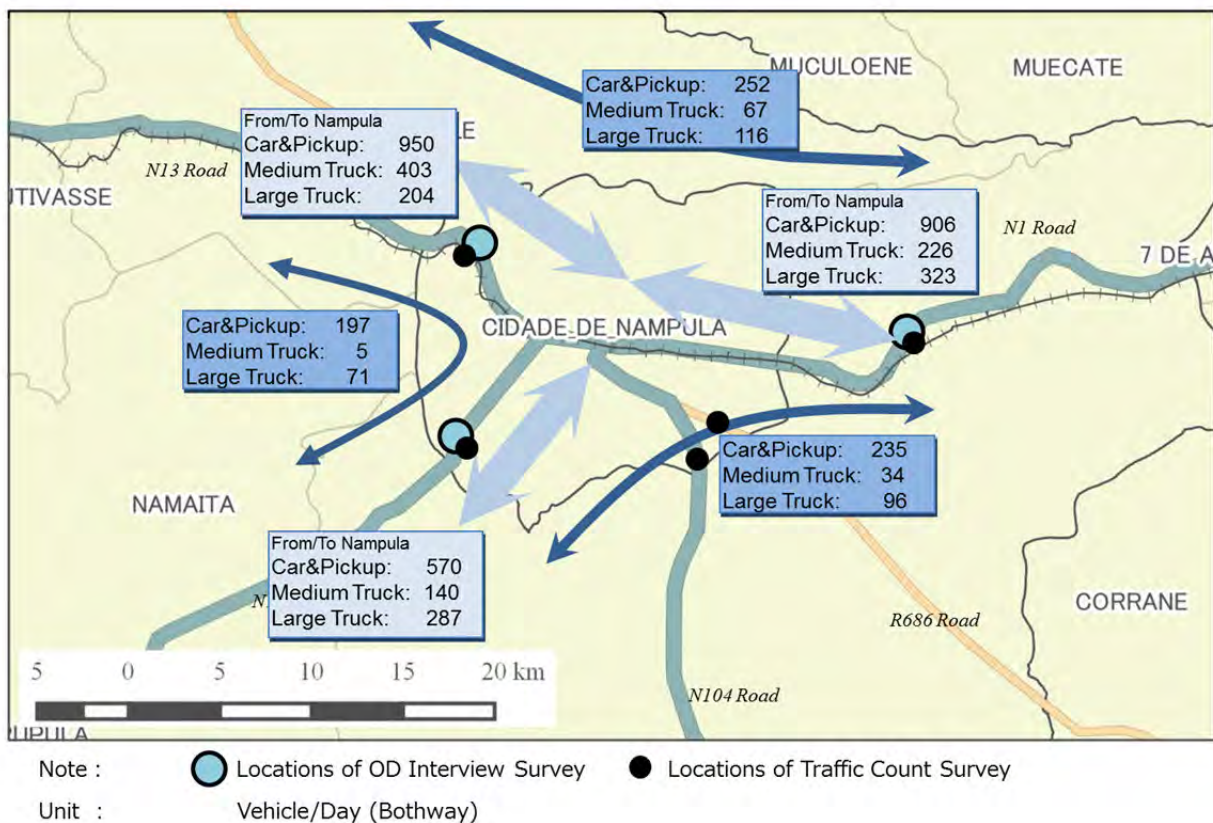 MUCULOENE
MUECATE
Car&Pickup: 252
Medium Truck: 67
Large Truck: 116
From/To Nampula
Car&Pickup: 950
Medium Truck: 403
Large Truck: 204
LE
N13 Road
UTIVASSE
From/To Nampula
Car&Pickup: 906
Medium Truck: 226
Large Truck: 323
N1 Road
7 DE A
CIDADE_DE_NAMPULA
Car&Pickup: 197
Medium Truck: 5
Large Truck: 71
Car&Pickup: 235
Medium Truck: 34
Large Truck: 96
NAMAITA
From/To Nampula
Car&Pickup: 570
Medium Truck: 140
Large Truck: 287
CORRANE
R686 Road
N104 Road
5 0 5 10 15 20 km
Note : Locations of OD Interview Survey Locations of Traffic Count Survey
Unit : Vehicle/Day (Bothway)